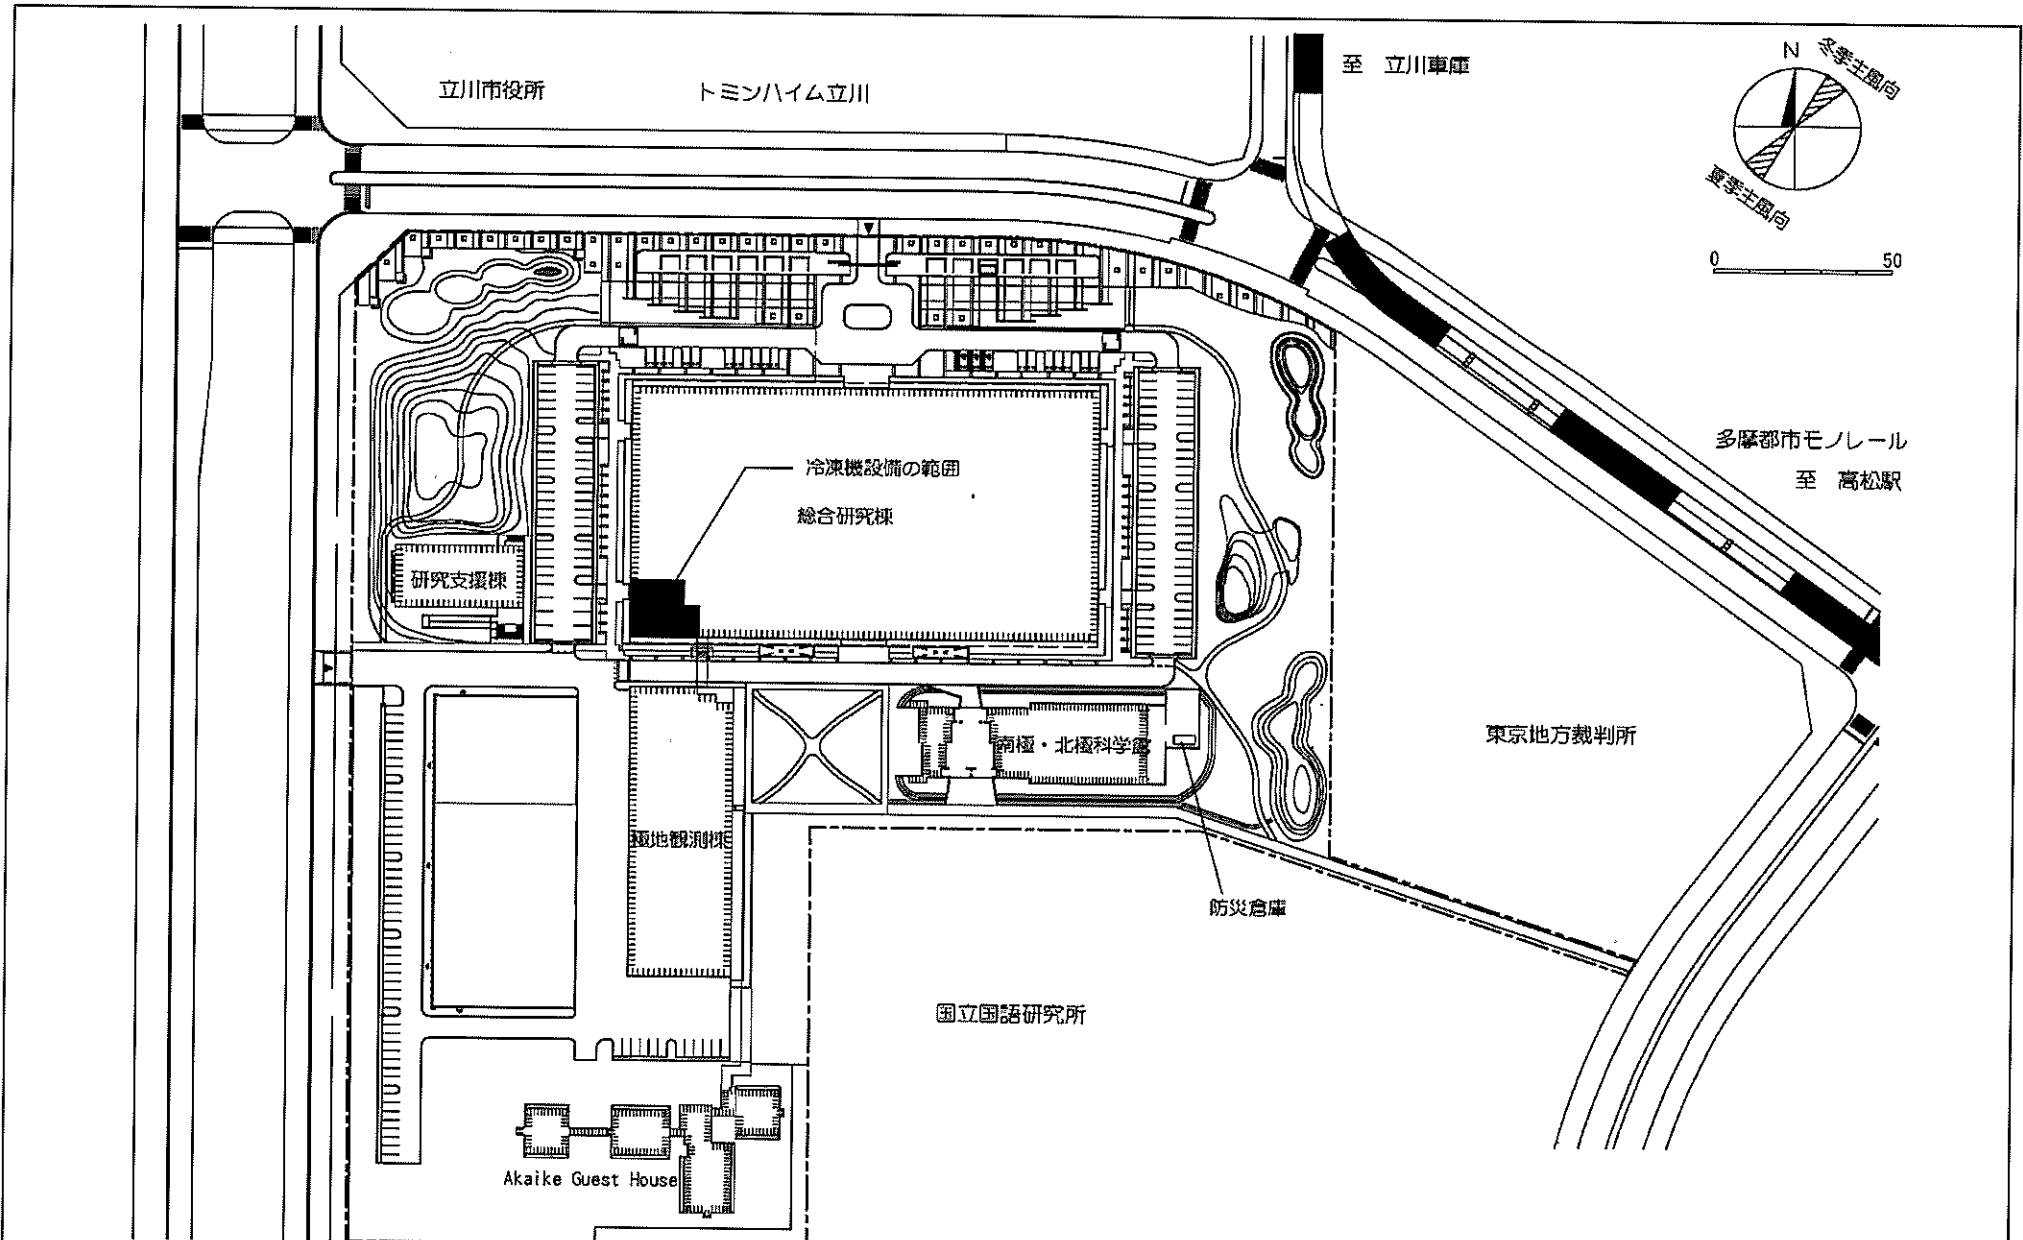 立川市役所
トミンハイム立川
至 立川車庫
N
冬季主風向
夏季主風向
0 50
多摩都市モノレール
至 高松駅
冷凍機設備の範囲
総合研究棟
研究支援棟
南極・北極科学館
東京地方裁判所
極地観測棟
防災倉庫
国立国語研究所
Akaike Guest House